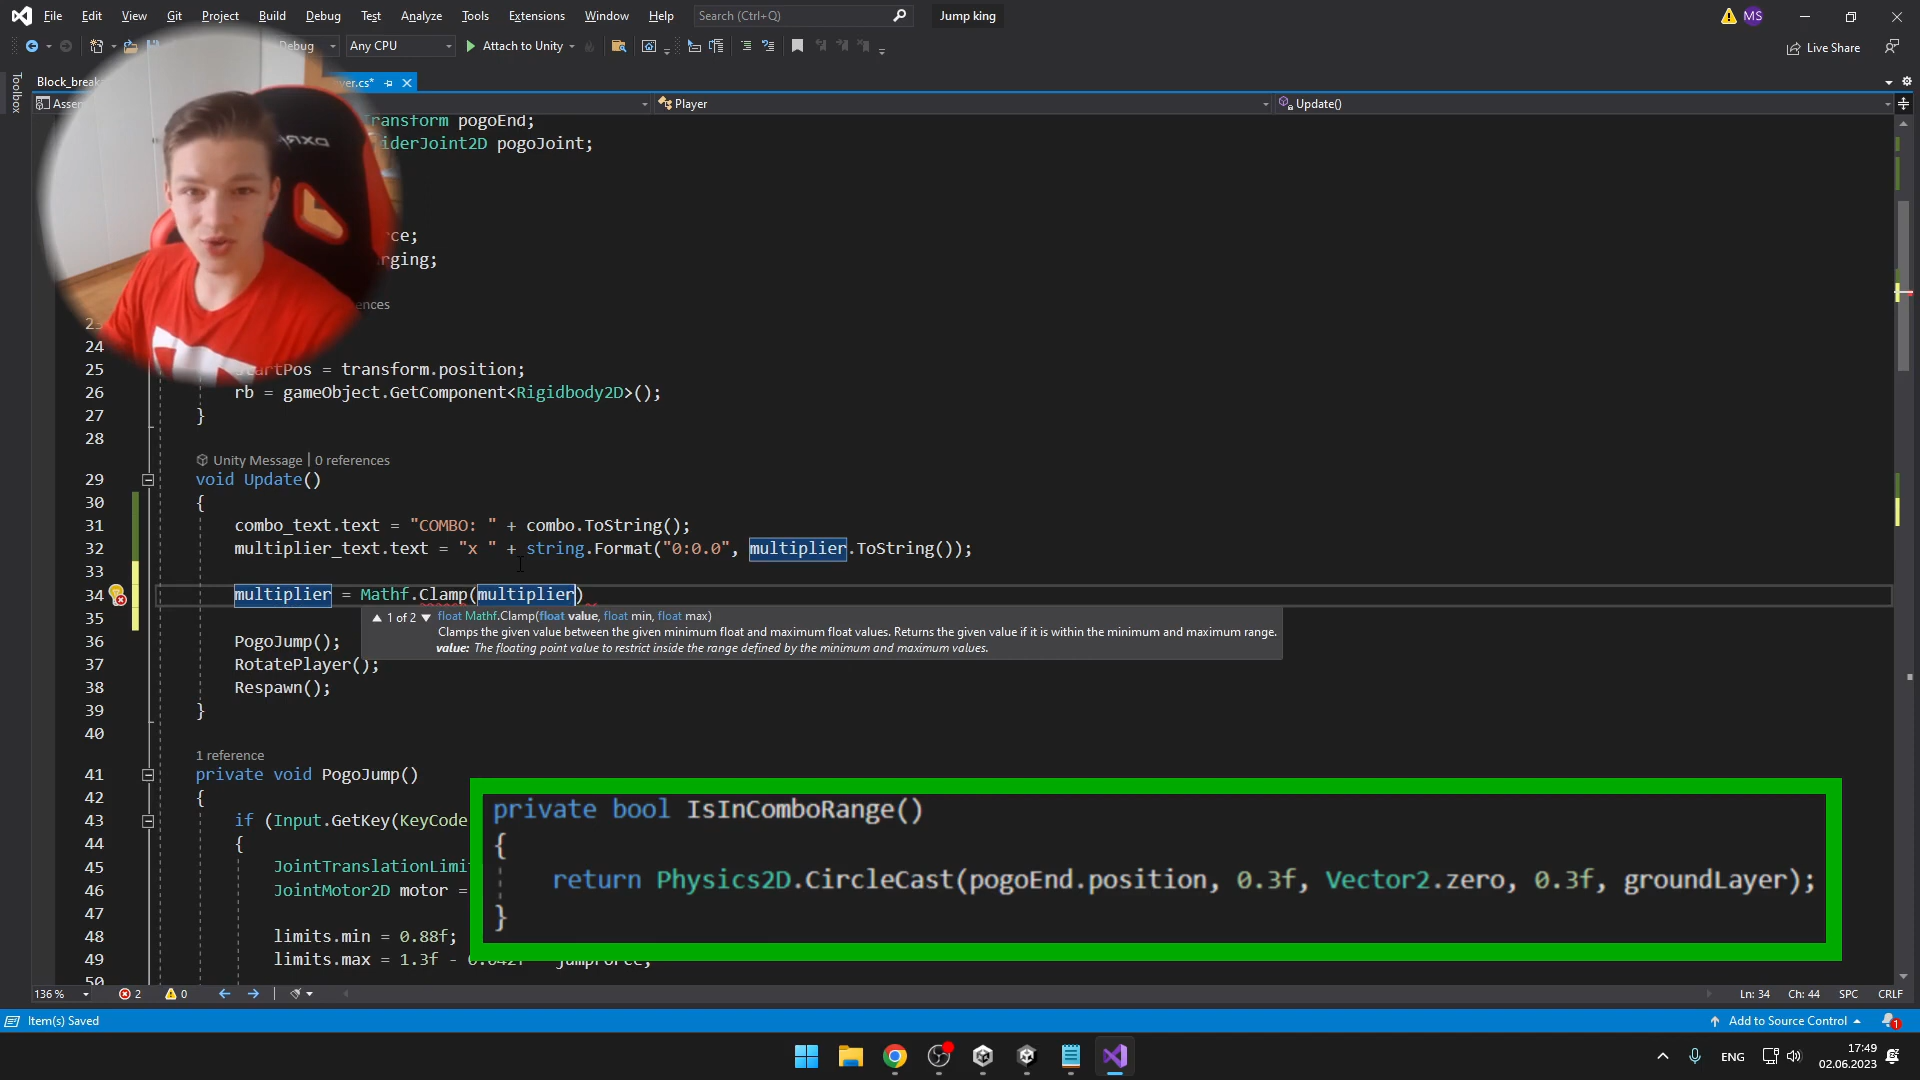 File Edit View Git Project Build Debug Test Analyze Tools Extensions Window Help Search (Ctrl+Q) Jump king MS
Debug Any CPU Attach to Unity Live Share
Toolbox
Player Update()
pogoEnd;
pogoJoint;
23
24
25 = transform.position;
26 rb = gameObject.GetComponent<Rigidbody2D>();
27 }
28
Unity Message | 0 references
29 void Update()
30 {
31 combo_text.text = "COMBO: " + combo.ToString();
32 multiplier_text.text = "x " + string.Format("0:0.0", multiplier.ToString());
33
34 multiplier = Mathf.Clamp(multiplier)
1 of 2 float Mathf.Clamp(float value, float min, float max)
Clamps the given value between the given minimum float and maximum float values. Returns the given value if it is within the minimum and maximum range.
value: The floating point value to restrict inside the range defined by the minimum and maximum values.
35
36 PogoJump();
37 RotatePlayer();
38 Respawn();
39 }
40
1 reference
41 private void PogoJump()
42 {
43 if (Input.GetKey(KeyCode
44 {
45
46 JointMotor2D motor =
47
48 limits.min = 0.88f;
49 limits.max = 1.3f -
50
private bool IsInComboRange()
{
return Physics2D.CircleCast(pogoEnd.position, 0.3f, Vector2.zero, 0.3f, groundLayer);
}
136 % 2 0 Ln: 34 Ch: 44 SPC CRLF
Item(s) Saved Add to Source Control 1
ENG 17:49
02.06.2023